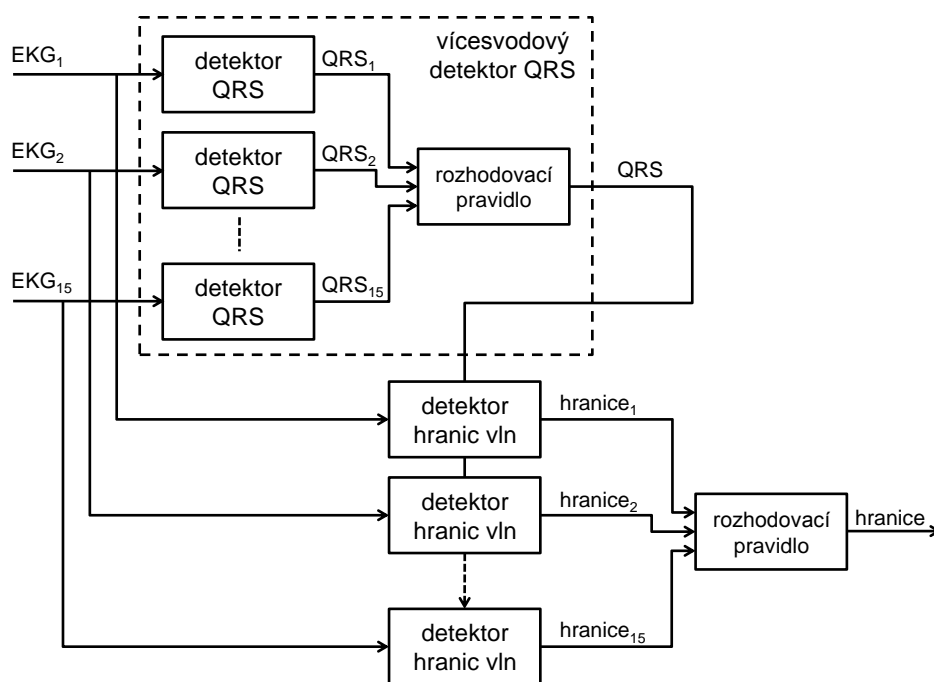 vícesvodový
detektor QRS
EKG₁
detektor
QRS
QRS₁
EKG₂
detektor
QRS
QRS₂
rozhodovací
pravidlo
QRS
EKG₁₅
detektor
QRS
QRS₁₅
detektor
hranic vln
hranice₁
detektor
hranic vln
hranice₂
rozhodovací
pravidlo
hranice
detektor
hranic vln
hranice₁₅